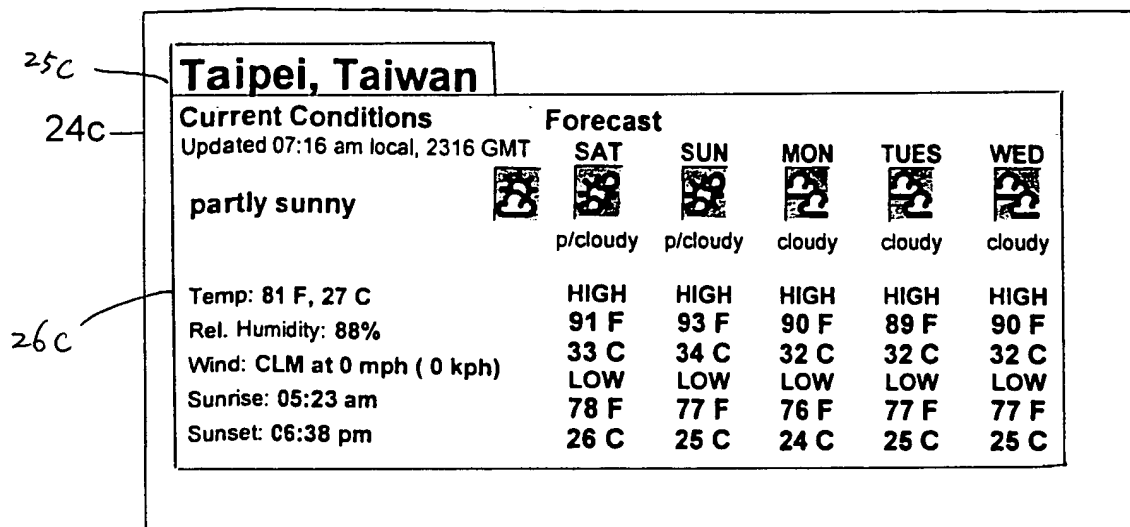 25C
Taipei, Taiwan
24C
Current Conditions
Updated 07:16 am local, 2316 GMT
partly sunny
Forecast
SAT SUN MON TUES WED
p/cloudy p/cloudy cloudy cloudy cloudy
26C
Temp: 81 F, 27 C
Rel. Humidity: 88%
Wind: CLM at 0 mph ( 0 kph)
Sunrise: 05:23 am
Sunset: 06:38 pm
HIGH HIGH HIGH HIGH HIGH
91 F 93 F 90 F 89 F 90 F
33 C 34 C 32 C 32 C 32 C
LOW LOW LOW LOW LOW
78 F 77 F 76 F 77 F 77 F
26 C 25 C 24 C 25 C 25 C